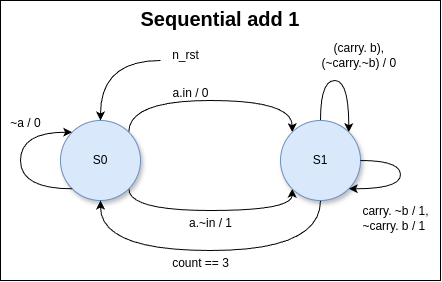 Sequential add 1
n_rst
(carry. b),
(~carry.~b) / 0
a.in / 0
~a / 0
S0
S1
a.~in / 1
carry. ~b / 1,
~carry. b / 1
count == 3